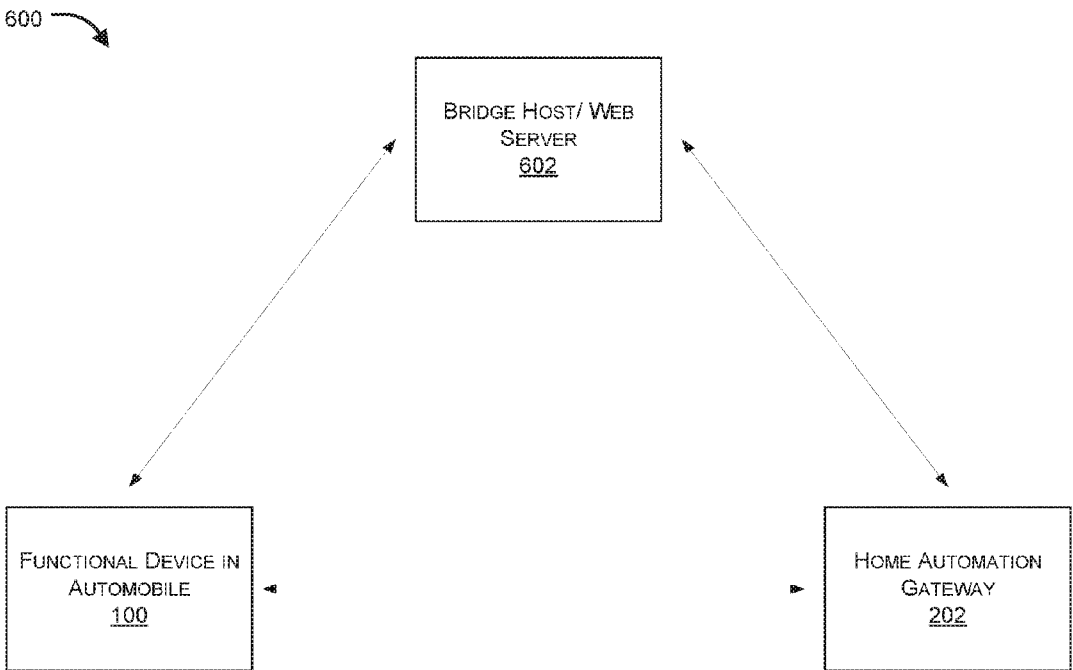 600
BRIDGE HOST/ WEB
SERVER
602
FUNCTIONAL DEVICE IN
AUTOMOBILE
100
HOME AUTOMATION
GATEWAY
202